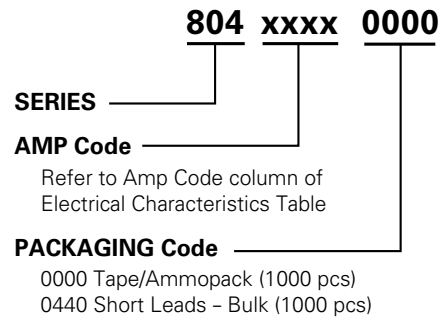 804 xxxx 0000
SERIES
AMP Code
Refer to Amp Code column of
Electrical Characteristics Table
PACKAGING Code
0000 Tape/Ammopack (1000 pcs)
0440 Short Leads – Bulk (1000 pcs)